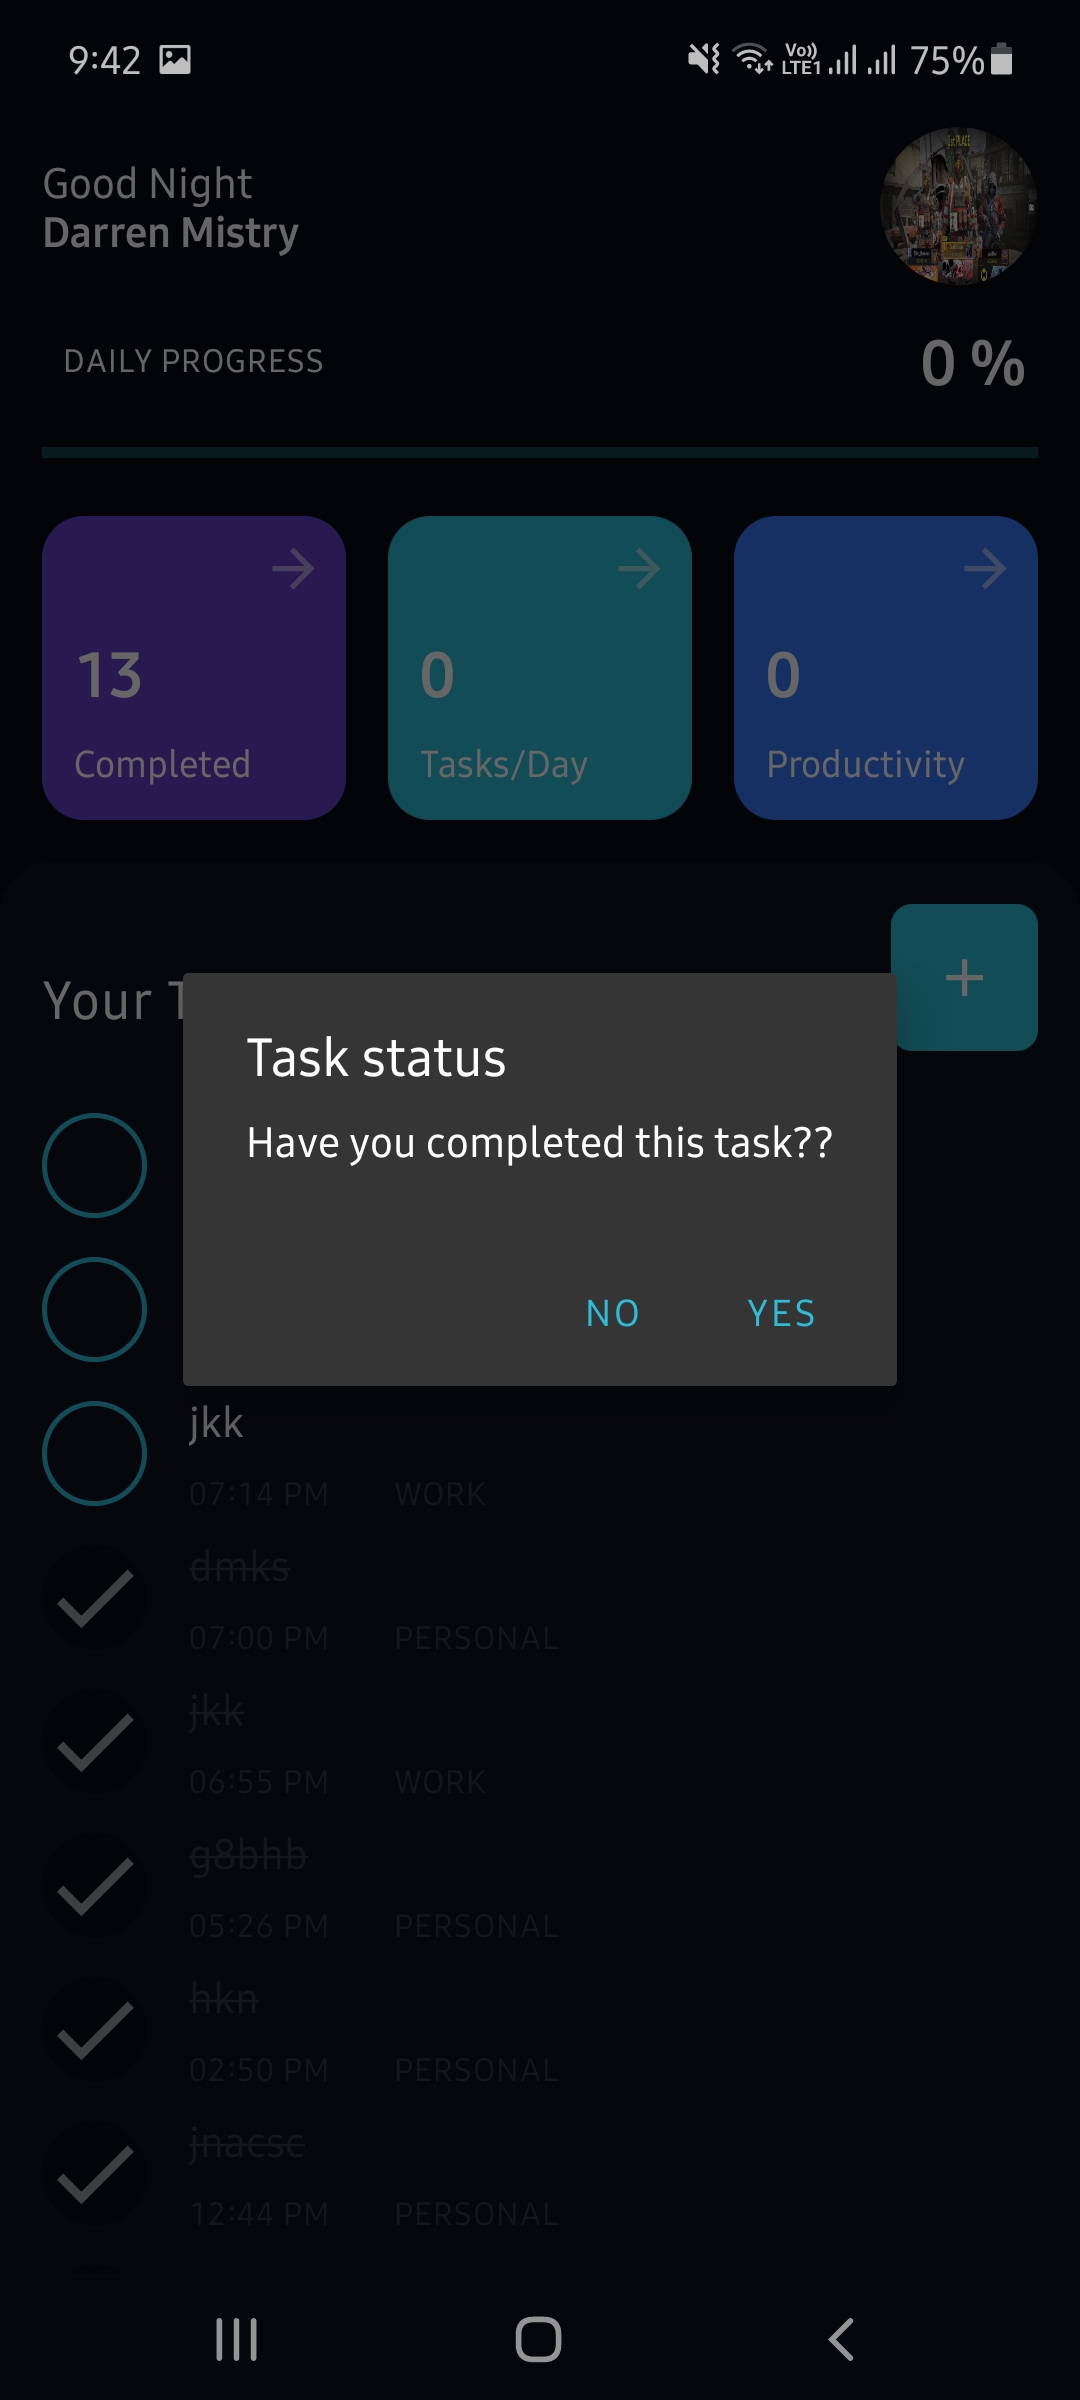 9:42 Vo)) LTE1 75%
Good Night
Darren Mistry
DAILY PROGRESS 0 %
13 0 0
Completed Tasks/Day Productivity
Your
+
Task status
Have you completed this task??
NO YES
jkk
07:14 PM WORK
dmks
07:00 PM PERSONAL
jkk
06:55 PM WORK
g8bhb
05:26 PM PERSONAL
hkn
02:50 PM PERSONAL
jnacsc
12:44 PM PERSONAL